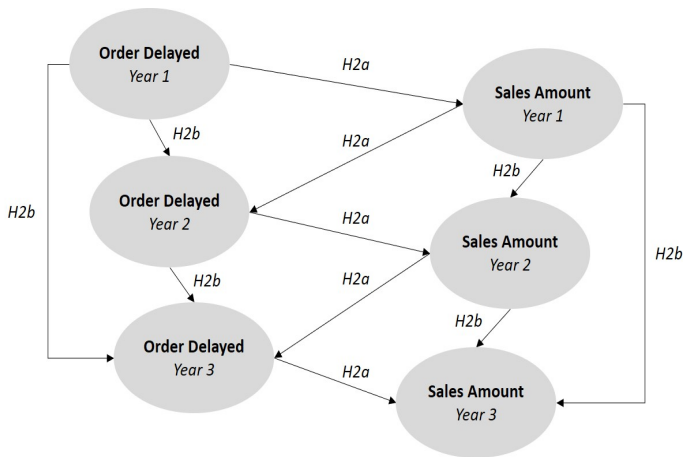 Order Delayed
Year 1
H2a
Sales Amount
Year 1
H2b
H2a
H2b
Order Delayed
Year 2
H2b
H2a
Sales Amount
Year 2
H2b
H2b
H2a
H2b
Order Delayed
Year 3
H2a
Sales Amount
Year 3